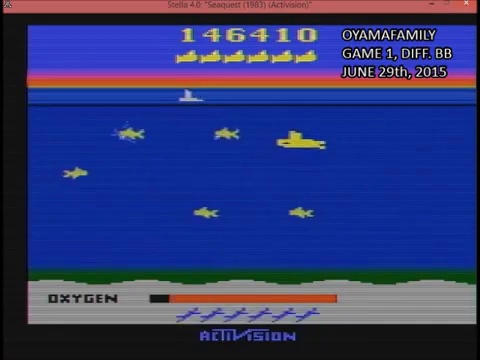 Stella 4.0: "Seaquest (1983) (Activision)"
146410
OYAMAFAMILY
GAME 1, DIFF. BB
JUNE 29th, 2015
OXYGEN
ACTIVISION